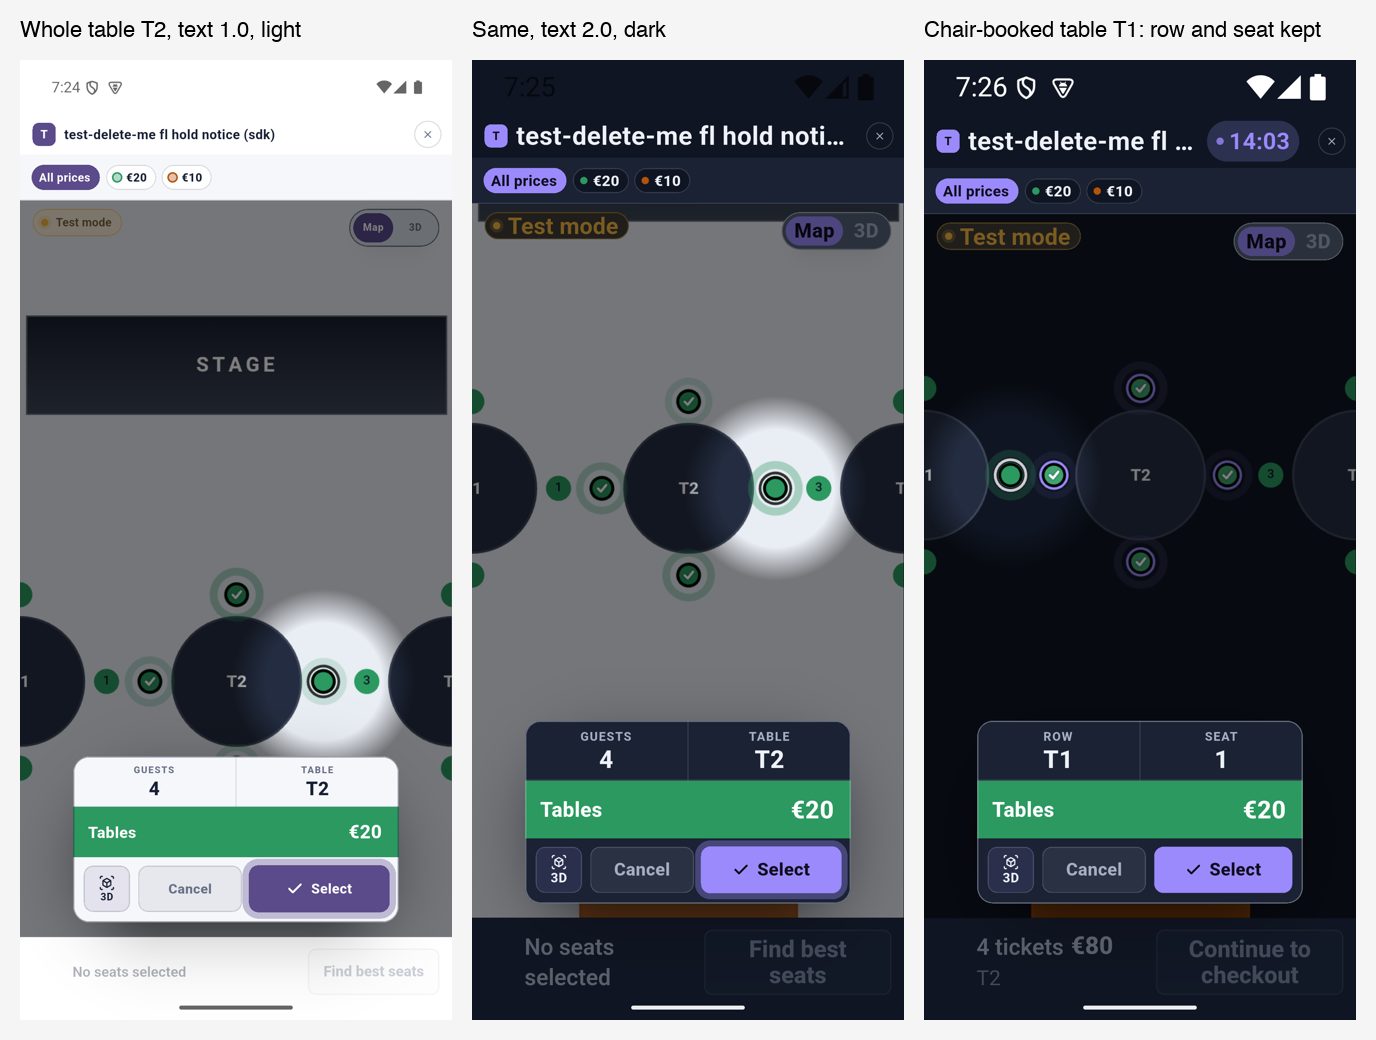 Whole table T2, text 1.0, light
7:24
T
test-delete-me fl hold notice (sdk)
All prices
€20
€10
Test mode
Map
3D
STAGE
1
1
T2
3
T
GUESTS
4
TABLE
T2
Tables
€20
3D
Cancel
Select
No seats selected
Find best seats
Same, text 2.0, dark
7:25
T
test-delete-me fl hold noti...
All prices
€20
€10
Test mode
Map
3D
1
1
T2
3
T
GUESTS
4
TABLE
T2
Tables
€20
3D
Cancel
Select
No seats
selected
Find best
seats
Chair-booked table T1: row and seat kept
7:26
T
test-delete-me fl ...
14:03
All prices
€20
€10
Test mode
Map
3D
1
T2
3
T
ROW
T1
SEAT
1
Tables
€20
3D
Cancel
Select
4 tickets €80
T2
Continue to
checkout